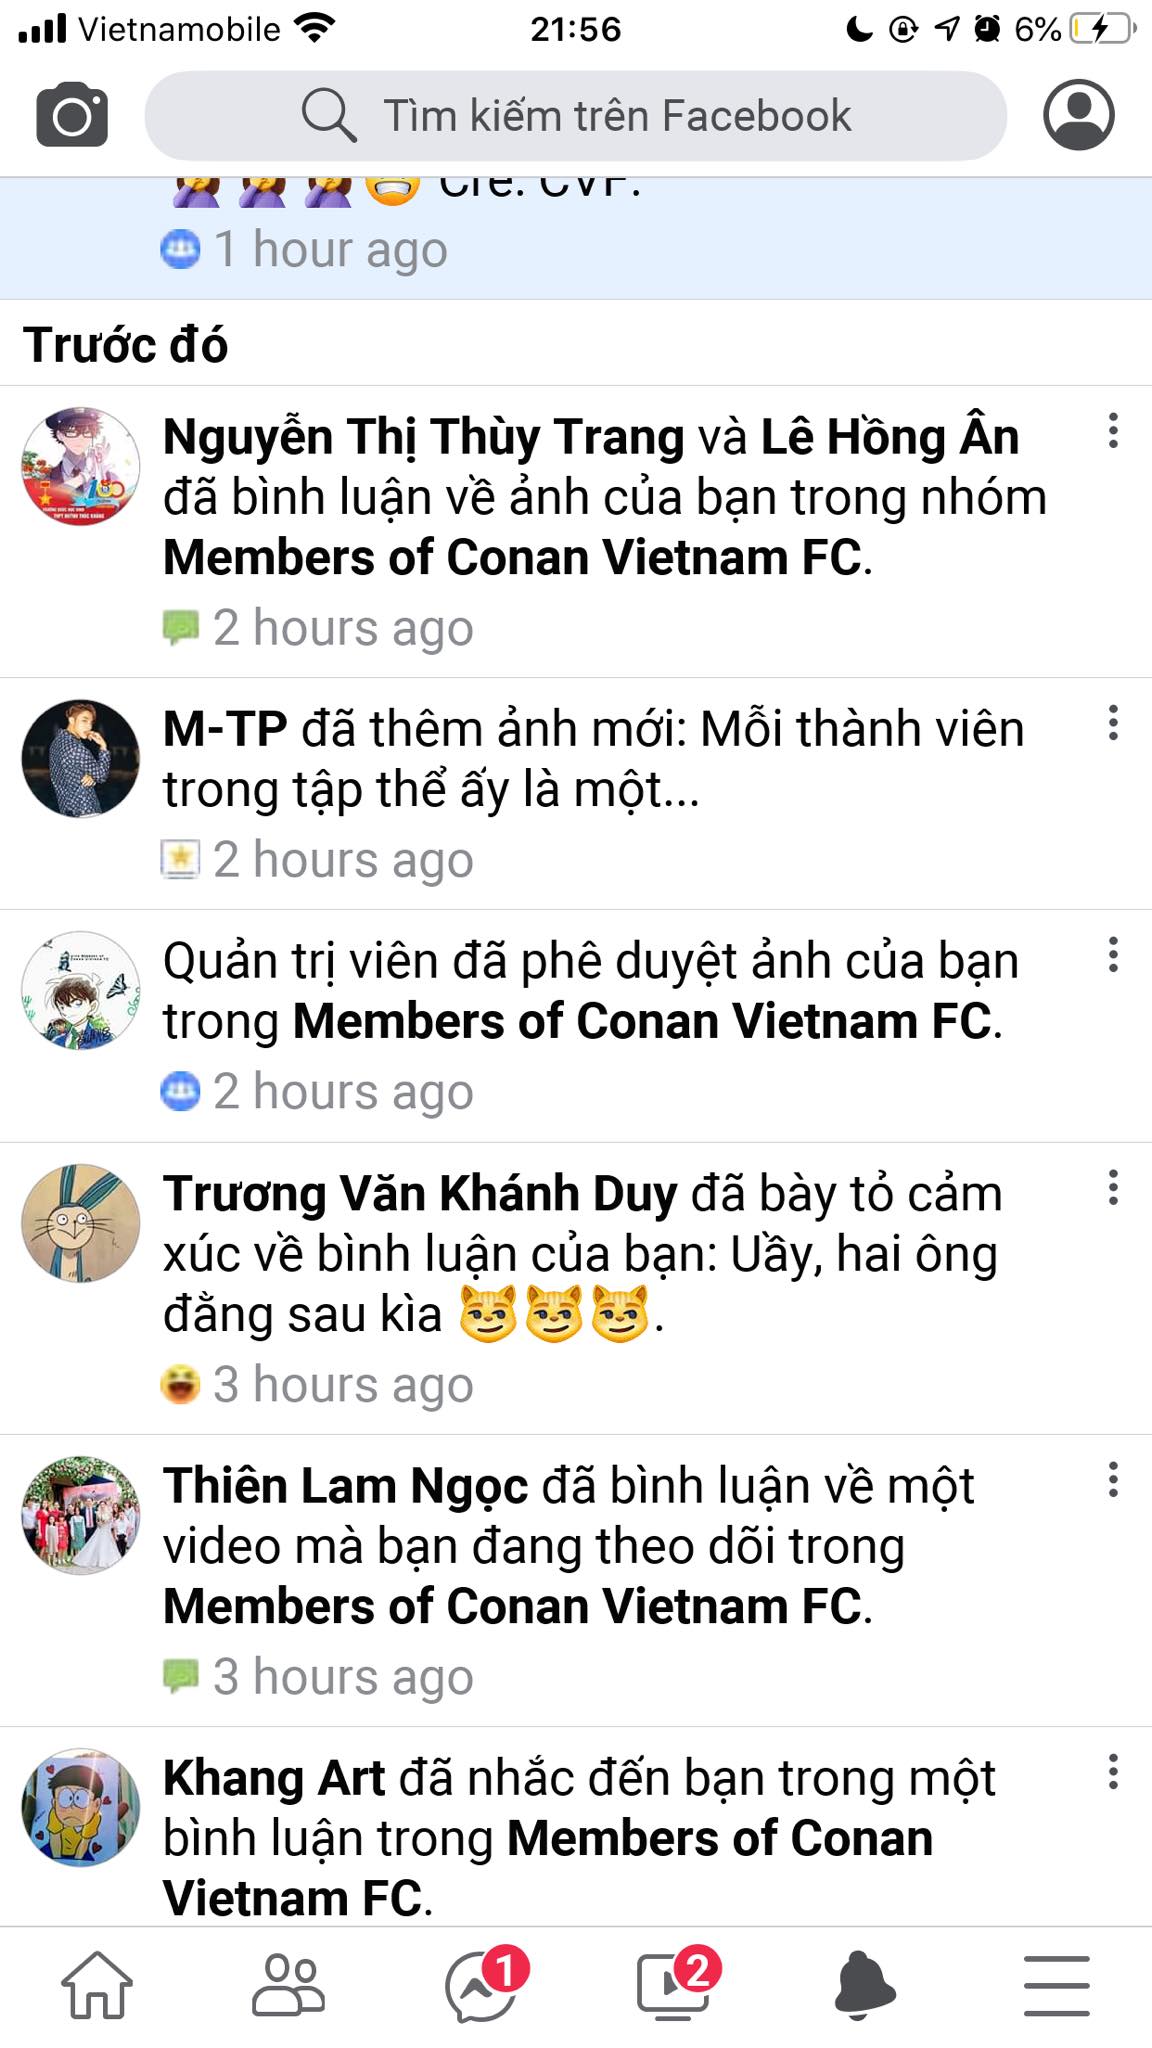 Vietnamobile 21:56 6%
Tìm kiếm trên Facebook
Cre: CVF.
1 hour ago
Trước đó
Nguyễn Thị Thùy Trang và Lê Hồng Ân
đã bình luận về ảnh của bạn trong nhóm
Members of Conan Vietnam FC.
2 hours ago
M-TP đã thêm ảnh mới: Mỗi thành viên
trong tập thể ấy là một...
2 hours ago
Quản trị viên đã phê duyệt ảnh của bạn
trong Members of Conan Vietnam FC.
2 hours ago
Trương Văn Khánh Duy đã bày tỏ cảm
xúc về bình luận của bạn: Uầy, hai ông
đằng sau kìa 😼😼😼.
3 hours ago
Thiên Lam Ngọc đã bình luận về một
video mà bạn đang theo dõi trong
Members of Conan Vietnam FC.
3 hours ago
Khang Art đã nhắc đến bạn trong một
bình luận trong Members of Conan
Vietnam FC.
1 2